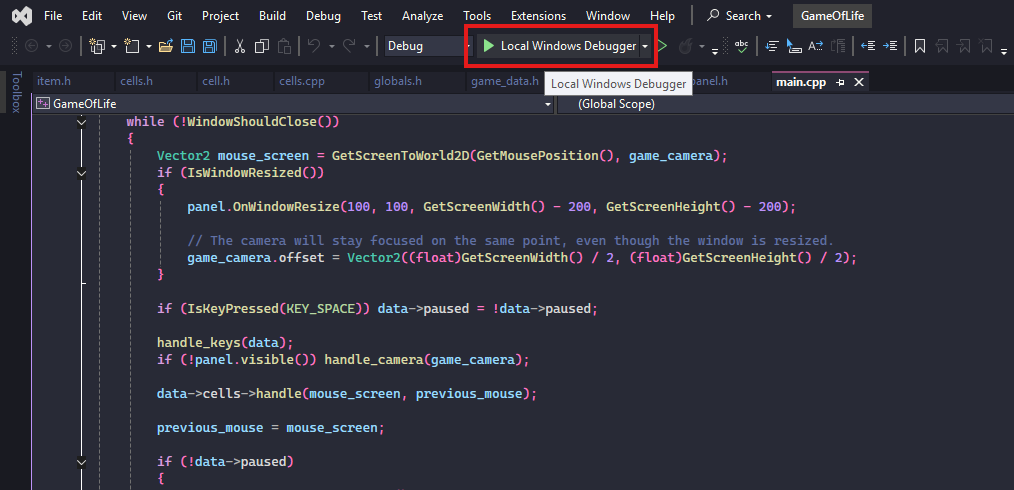 File Edit View Git Project Build Debug Test Analyze Tools Extensions Window Help Search GameOfLife
Debug Local Windows Debugger
Toolbox
item.h cells.h cell.h cells.cpp globals.h game_data.h panel.h main.cpp
Local Windows Debugger
GameOfLife (Global Scope)
while (!WindowShouldClose())
{
Vector2 mouse_screen = GetScreenToWorld2D(GetMousePosition(), game_camera);
if (IsWindowResized())
{
panel.OnWindowResize(100, 100, GetScreenWidth() - 200, GetScreenHeight() - 200);
// The camera will stay focused on the same point, even though the window is resized.
game_camera.offset = Vector2((float)GetScreenWidth() / 2, (float)GetScreenHeight() / 2);
}
if (IsKeyPressed(KEY_SPACE)) data->paused = !data->paused;
handle_keys(data);
if (!panel.visible()) handle_camera(game_camera);
data->cells->handle(mouse_screen, previous_mouse);
previous_mouse = mouse_screen;
if (!data->paused)
{